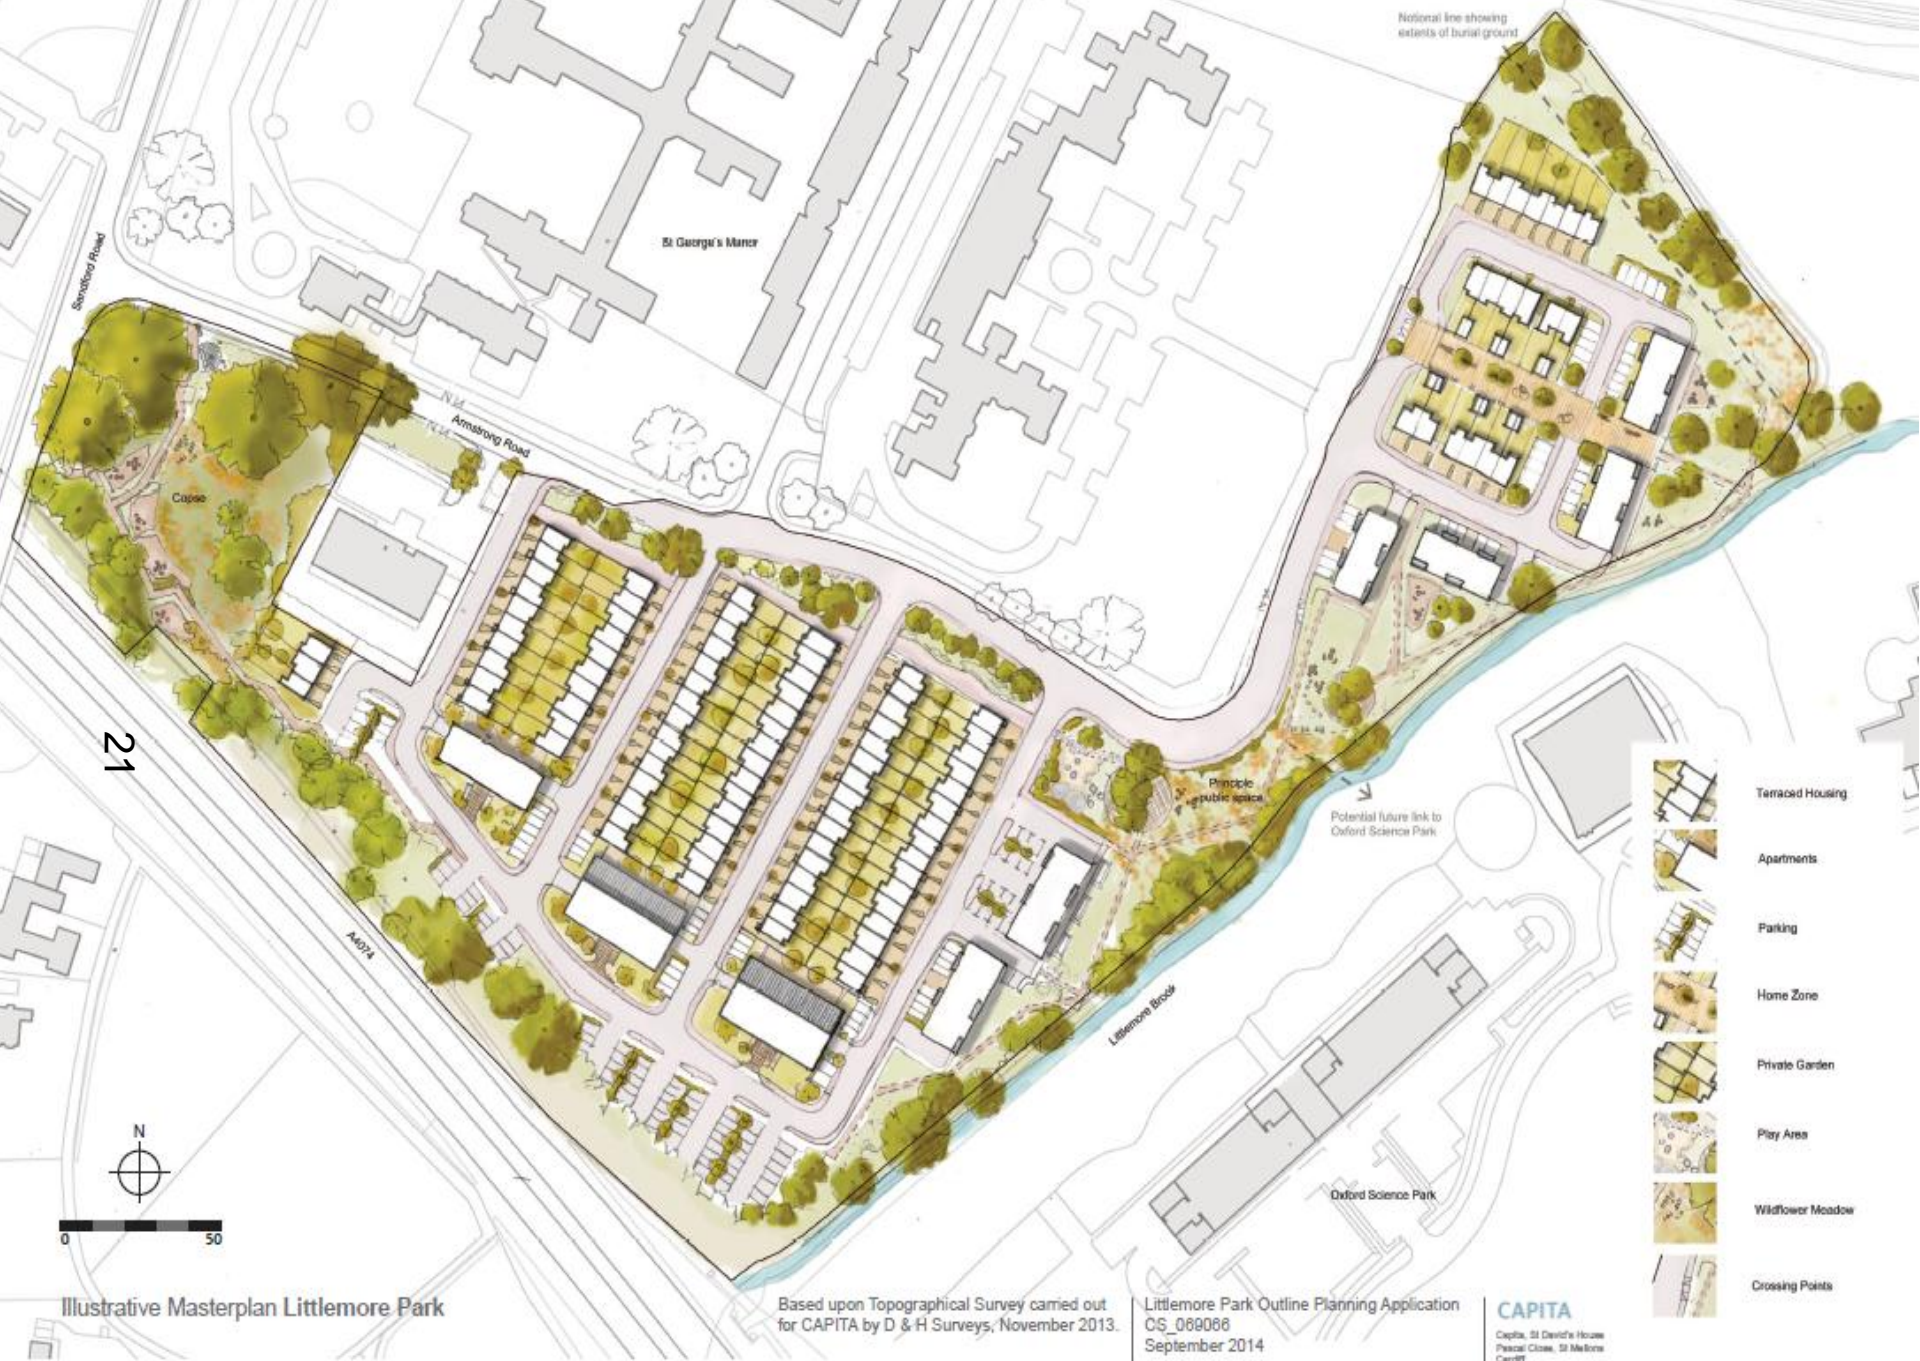 Notional line showing
extents of burial ground
St George's Manor
Sandford Road
Armstrong Road
Copse
21
A4074
Principle
public space
Potential future link to
Oxford Science Park
Littlemore Brook
Oxford Science Park
Terraced Housing
Apartments
Parking
Home Zone
Private Garden
Play Area
Wildflower Meadow
Crossing Points
N
0 50
Illustrative Masterplan Littlemore Park
Based upon Topographical Survey carried out
for CAPITA by D & H Surveys, November 2013.
Littlemore Park Outline Planning Application
CS_069066
September 2014
CAPITA
Capita, St David's House
Pascal Close, St Mellons
Cardiff